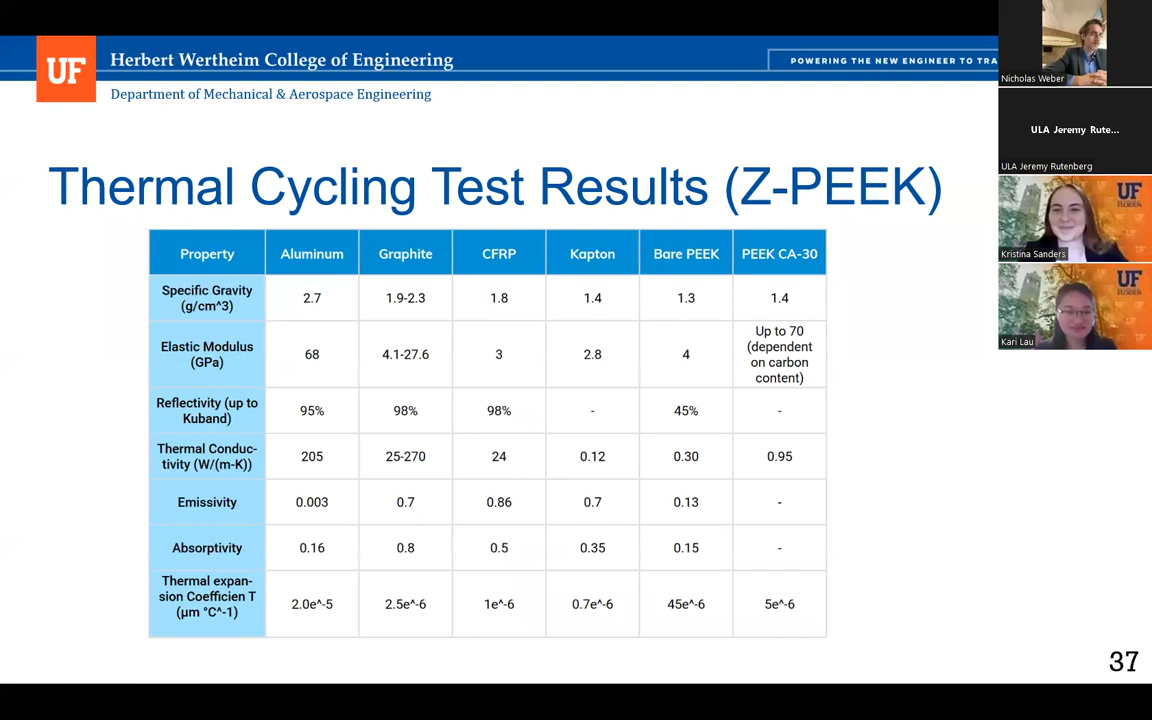 UF
Herbert Wertheim College of Engineering
POWERING THE NEW ENGINEER TO TRA
Department of Mechanical & Aerospace Engineering
Nicholas Weber
ULA Jeremy Rute...
ULA Jeremy Rutenberg
UF
FLORIDA
Kristina Sanders
UF
FLORIDA
Kari Lau
Thermal Cycling Test Results (Z-PEEK)
Property Aluminum Graphite CFRP Kapton Bare PEEK PEEK CA-30
Specific Gravity
(g/cm^3)
2.7 1.9-2.3 1.8 1.4 1.3 1.4
Elastic Modulus
(GPa)
68 4.1-27.6 3 2.8 4
Up to 70
(dependent
on carbon
content)
Reflectivity (up to
Kuband)
95% 98% 98% - 45% -
Thermal Conduc-
tivity (W/(m-K))
205 25-270 24 0.12 0.30 0.95
Emissivity 0.003 0.7 0.86 0.7 0.13 -
Absorptivity 0.16 0.8 0.5 0.35 0.15 -
Thermal expan-
sion Coefficien T
(μm °C^-1)
2.0e^-5 2.5e^-6 1e^-6 0.7e^-6 45e^-6 5e^-6
37